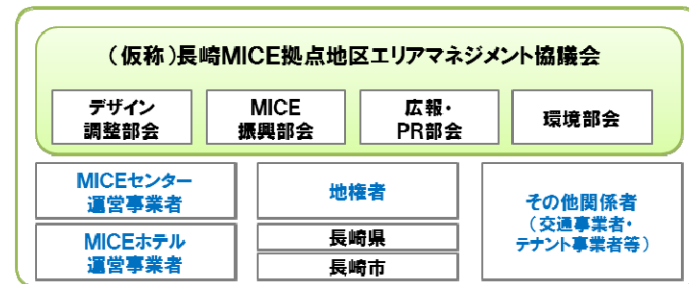 （仮称）長崎MICE拠点地区エリアマネジメント協議会
デザイン
調整部会
MICE
振興部会
広報・
PR部会
環境部会
MICEセンター
運営事業者
地権者
その他関係者
（交通事業者・
テナント事業者等）
MICEホテル
運営事業者
長崎県
長崎市